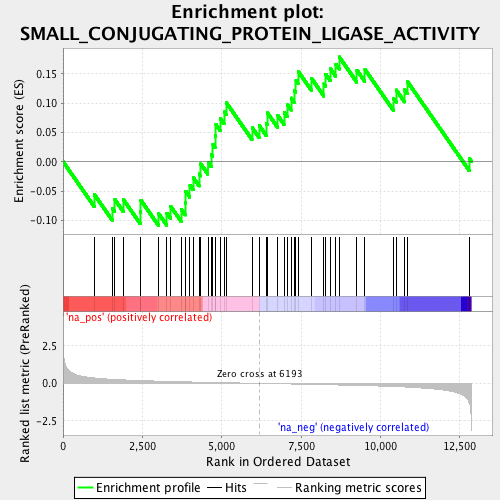 Enrichment plot:
SMALL_CONJUGATING_PROTEIN_LIGASE_ACTIVITY
Enrichment score (ES)
0.15
0.10
0.05
0.00
-0.05
-0.10
'na_pos' (positively correlated)
Ranked list metric (PreRanked)
2.5
0.0
-2.5
Zero cross at 6193
'na_neg' (negatively correlated)
0
2,500
5,000
7,500
10,000
12,500
Rank in Ordered Dataset
Enrichment profile
Hits
Ranking metric scores